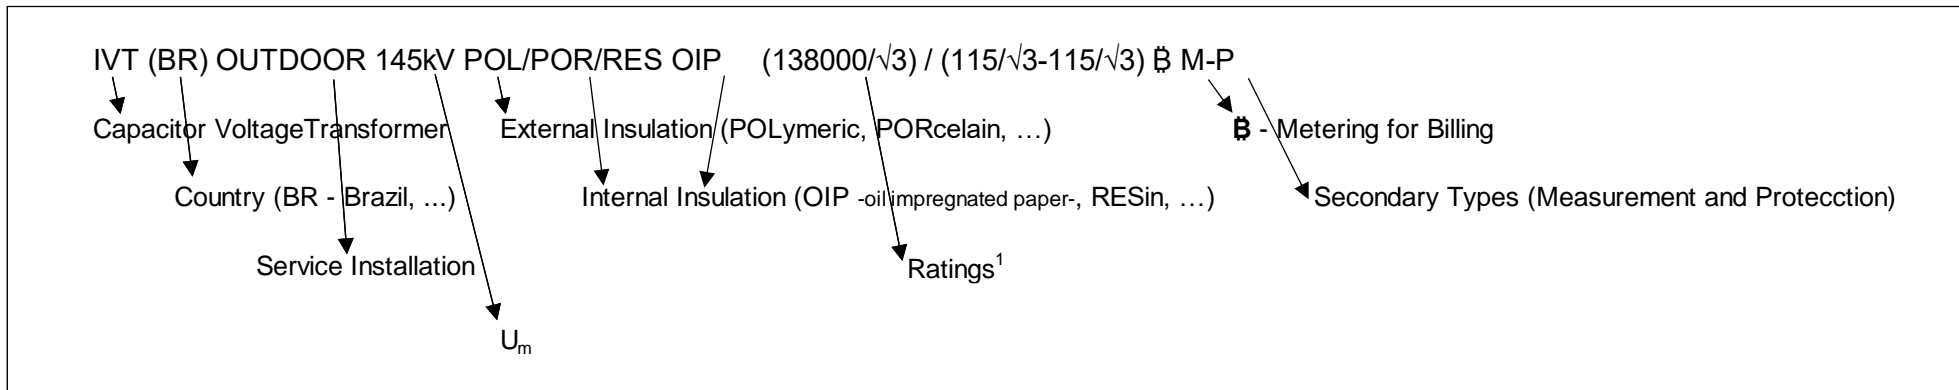 IVT (BR) OUTDOOR 145kV POL/POR/RES OIP (138000/√3) / (115/√3-115/√3) ₿ M-P
Capacitor VoltageTransformer External Insulation (POLymeric, PORcelain, …) ₿ - Metering for Billing
Country (BR - Brazil, ...) Internal Insulation (OIP -oil impregnated paper-, RESin, …) Secondary Types (Measurement and Protecction)
Service Installation Ratings¹
Uₘ